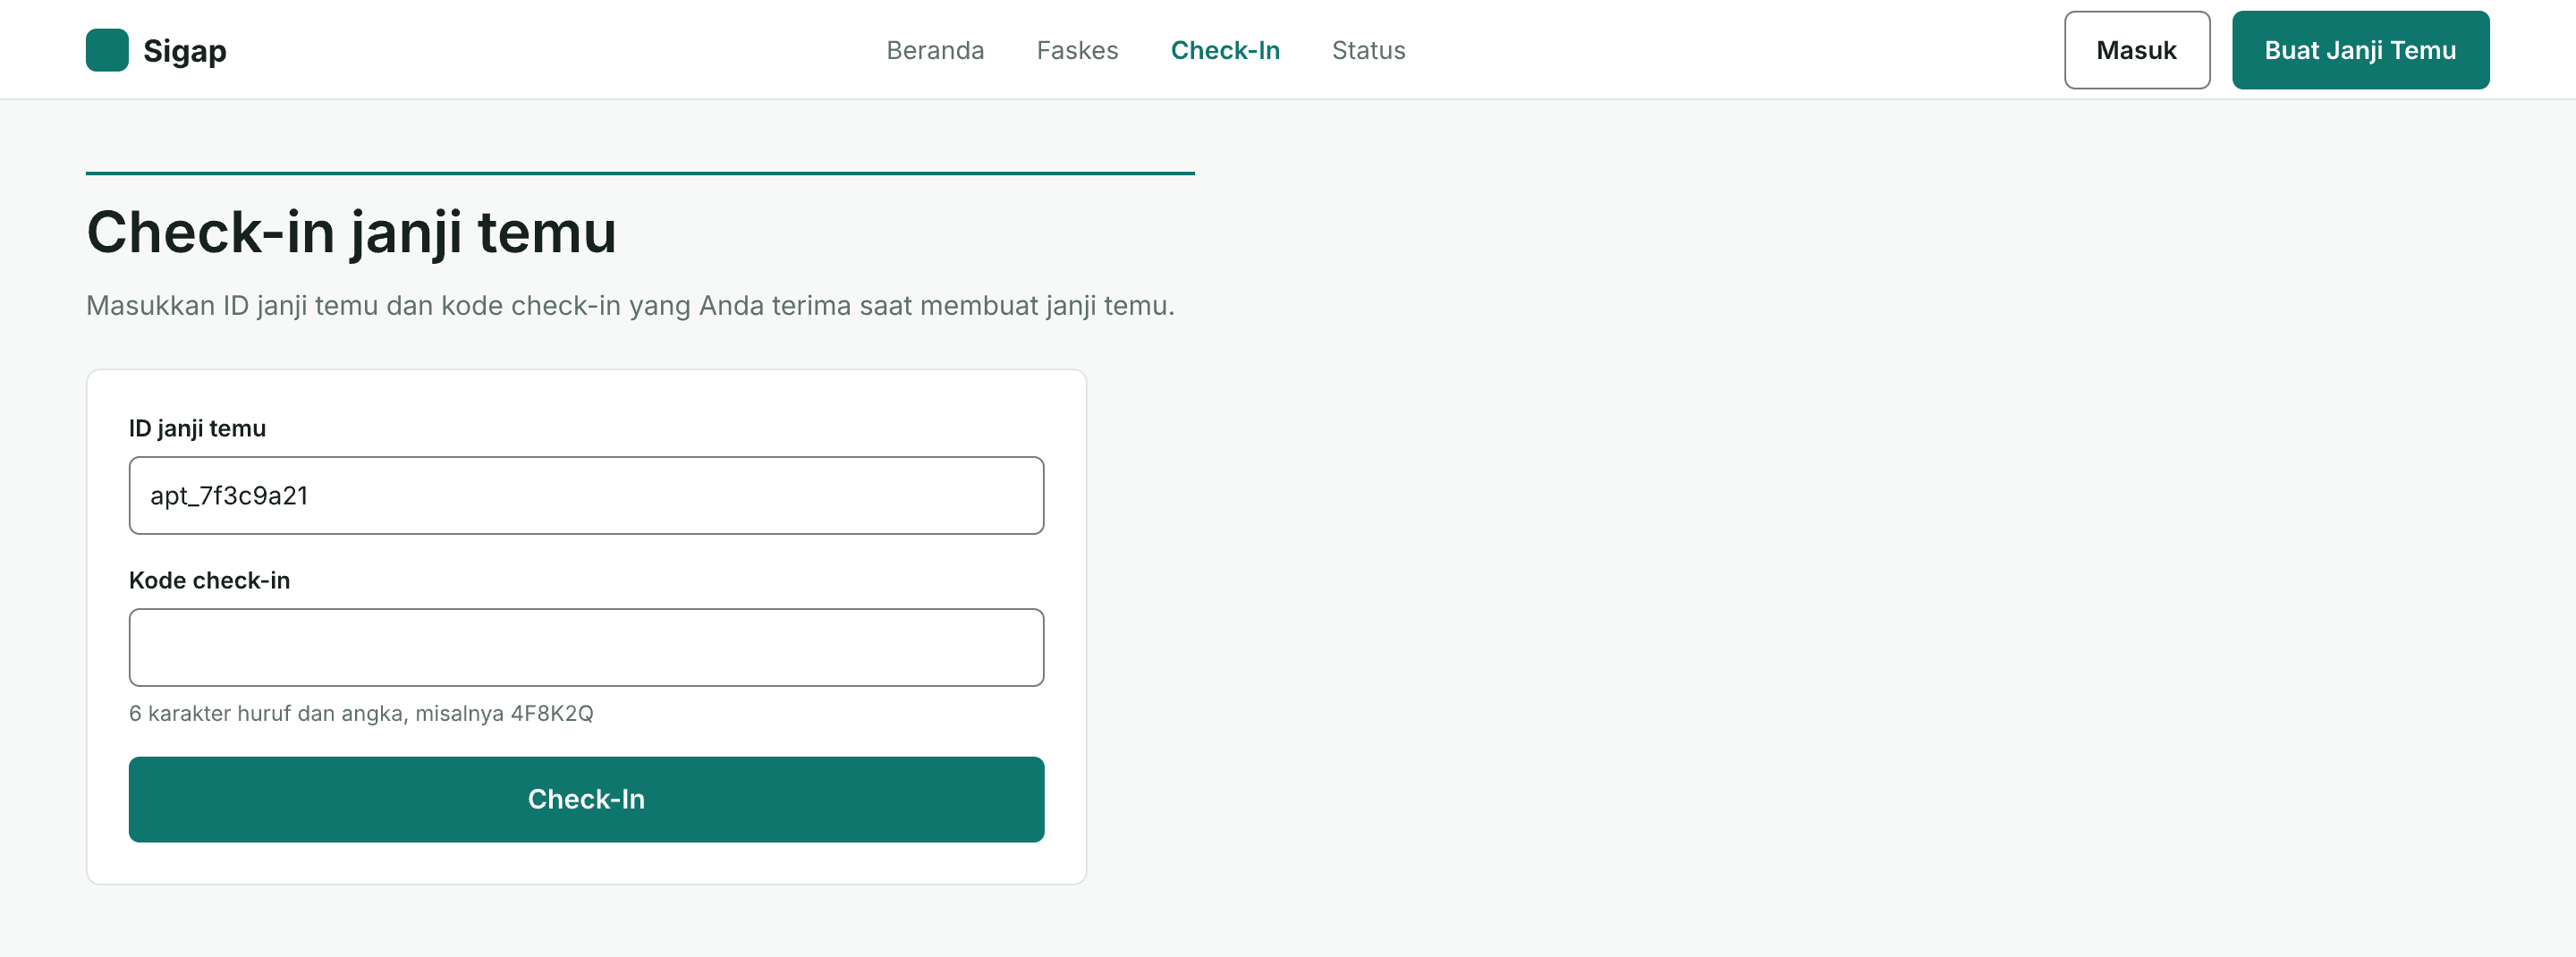 Sigap
Beranda Faskes Check-In Status
Masuk Buat Janji Temu
Check-in janji temu
Masukkan ID janji temu dan kode check-in yang Anda terima saat membuat janji temu.
ID janji temu
apt_7f3c9a21
Kode check-in
6 karakter huruf dan angka, misalnya 4F8K2Q
Check-In